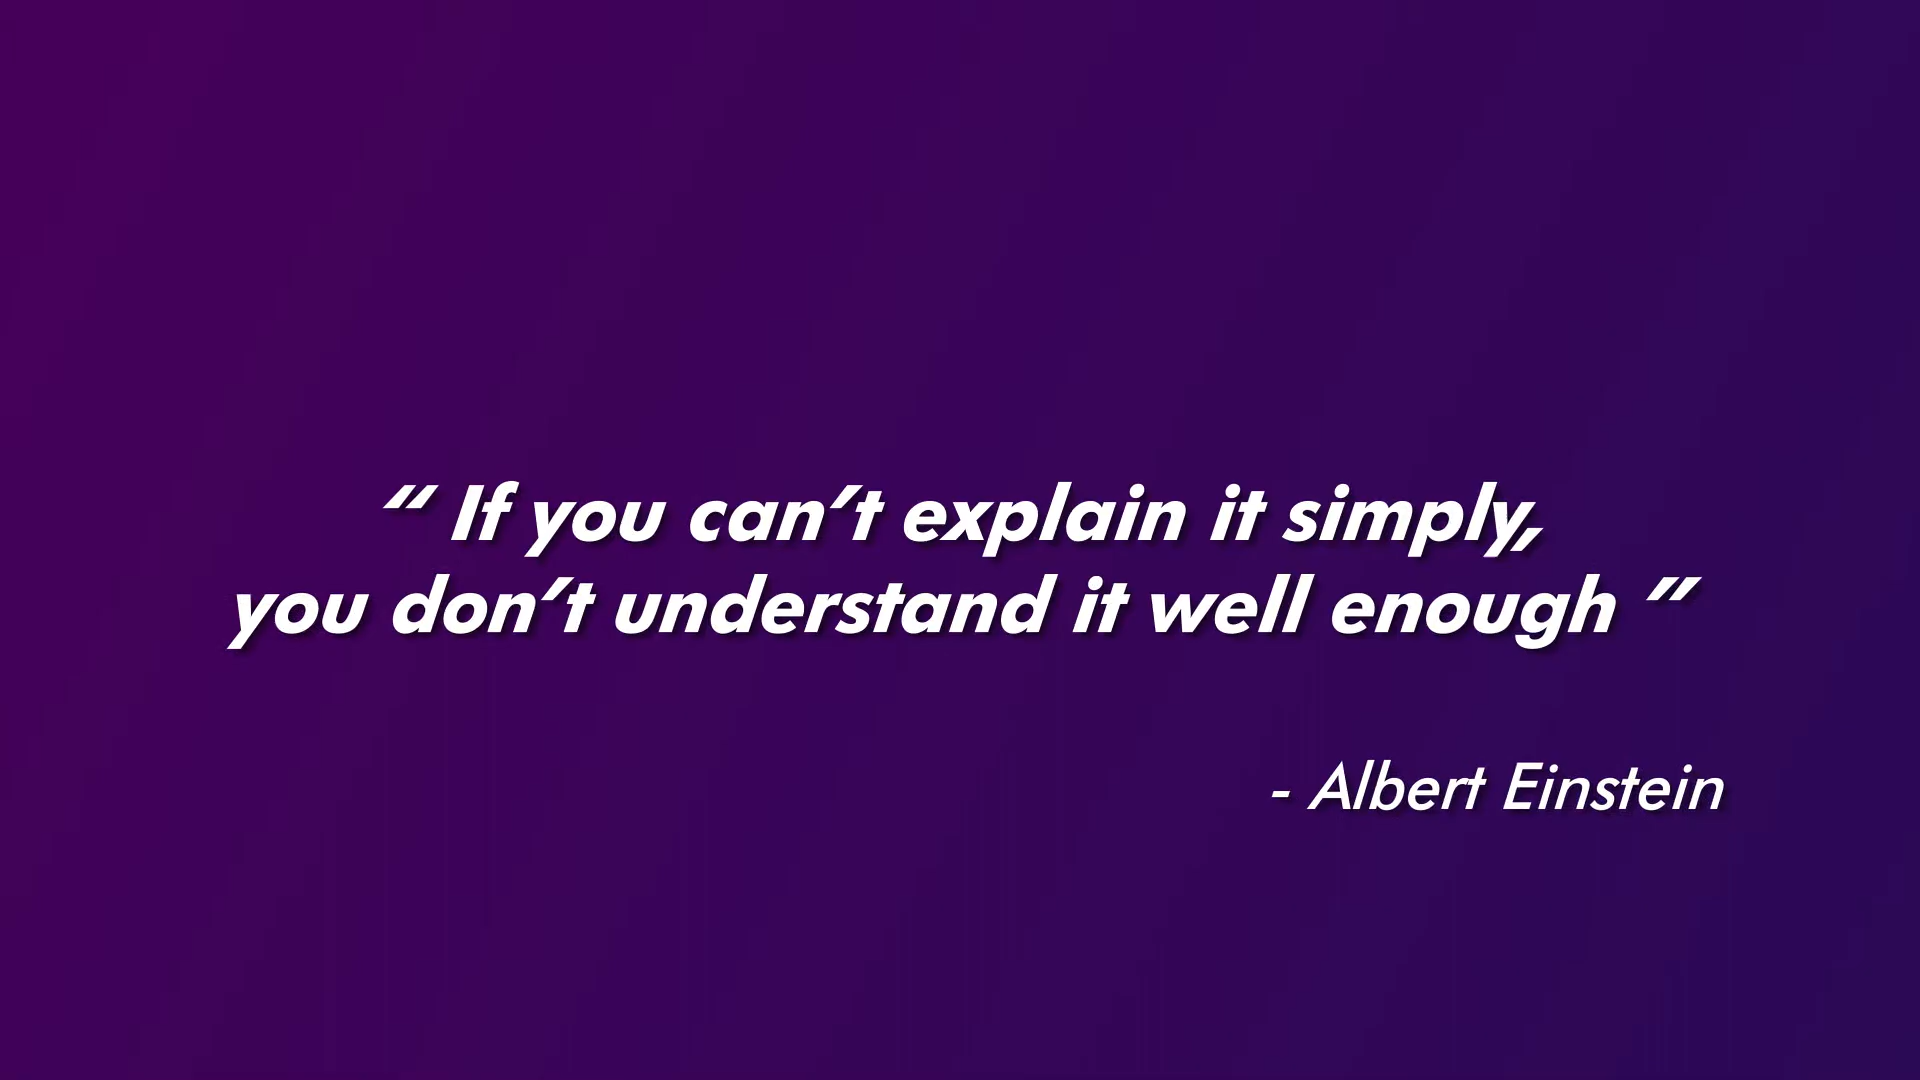 “ If you can’t explain it simply,
you don’t understand it well enough ”
- Albert Einstein